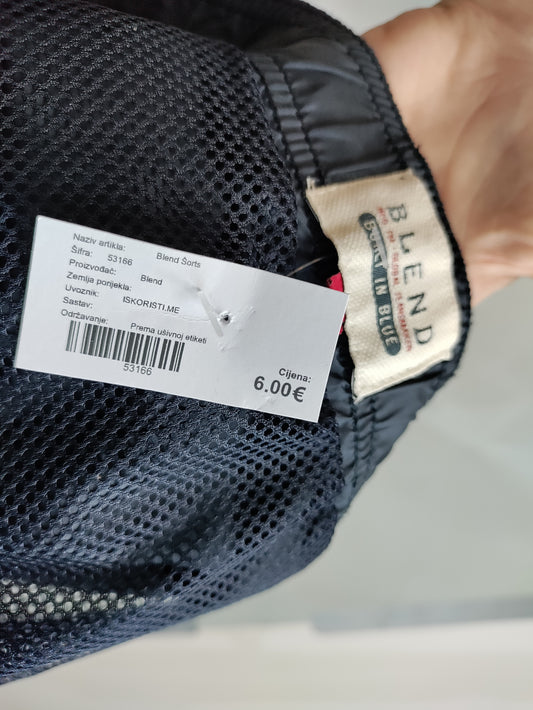 Naziv artikla: Blend Šorts
Šifra: 53166
Proizvođač: Blend
Zemlja porijekla:
Uvoznik: ISKORISTI.ME
Sastav:
Održavanje: Prema ušivnoj etiketi
53166
Cijena:
6.00€
BLEND
IN BLUE